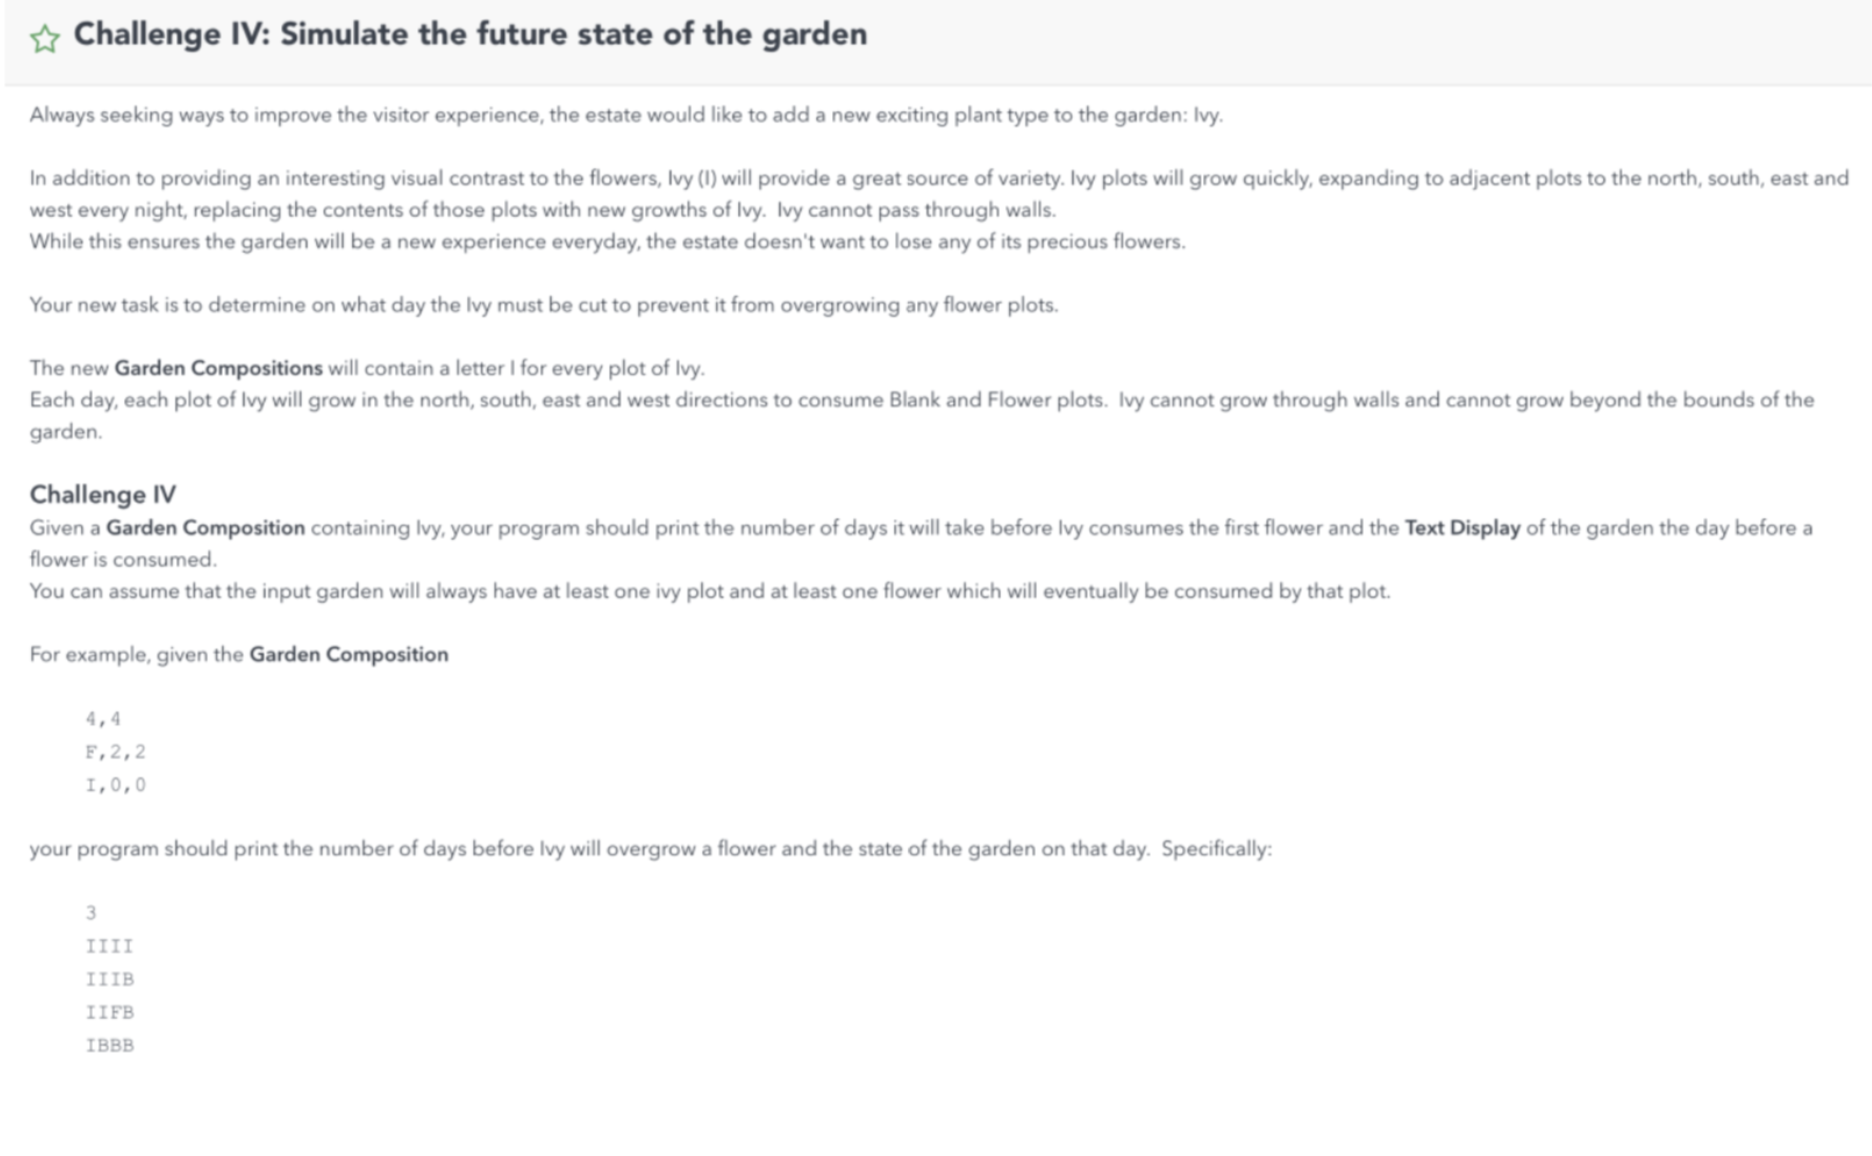 Challenge IV: Simulate the future state of the garden
Always seeking ways to improve the visitor experience, the estate would like to add a new exciting plant type to the garden: Ivy.
In addition to providing an interesting visual contrast to the flowers, Ivy (I) will provide a great source of variety. Ivy plots will grow quickly, expanding to adjacent plots to the north, south, east and
west every night, replacing the contents of those plots with new growths of Ivy.  Ivy cannot pass through walls.
While this ensures the garden will be a new experience everyday, the estate doesn't want to lose any of its precious flowers.
Your new task is to determine on what day the Ivy must be cut to prevent it from overgrowing any flower plots.
The new Garden Compositions will contain a letter I for every plot of Ivy.
Each day, each plot of Ivy will grow in the north, south, east and west directions to consume Blank and Flower plots.  Ivy cannot grow through walls and cannot grow beyond the bounds of the
garden.
Challenge IV
Given a Garden Composition containing Ivy, your program should print the number of days it will take before Ivy consumes the first flower and the Text Display of the garden the day before a
flower is consumed.
You can assume that the input garden will always have at least one ivy plot and at least one flower which will eventually be consumed by that plot.
For example, given the Garden Composition
4,4
F,2,2
I,0,0
your program should print the number of days before Ivy will overgrow a flower and the state of the garden on that day.  Specifically:
3
IIII
IIIB
IIFB
IBBB